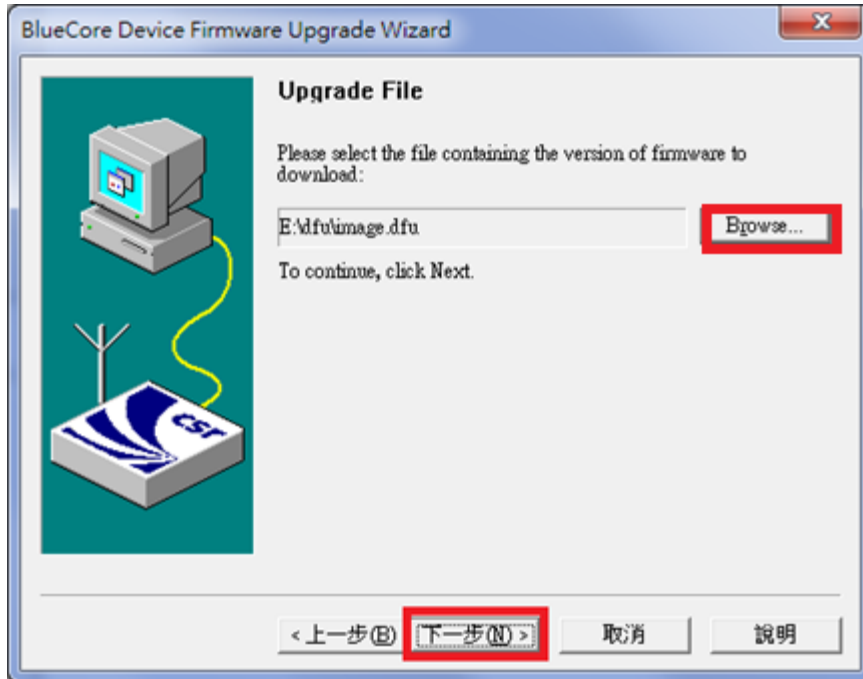 BlueCore Device Firmware Upgrade Wizard
Upgrade File
Please select the file containing the version of firmware to
download:
E:\dfu\image.dfu
Browse...
To continue, click Next.
csr
<上一步(B)
下一步(N)>
取消
說明